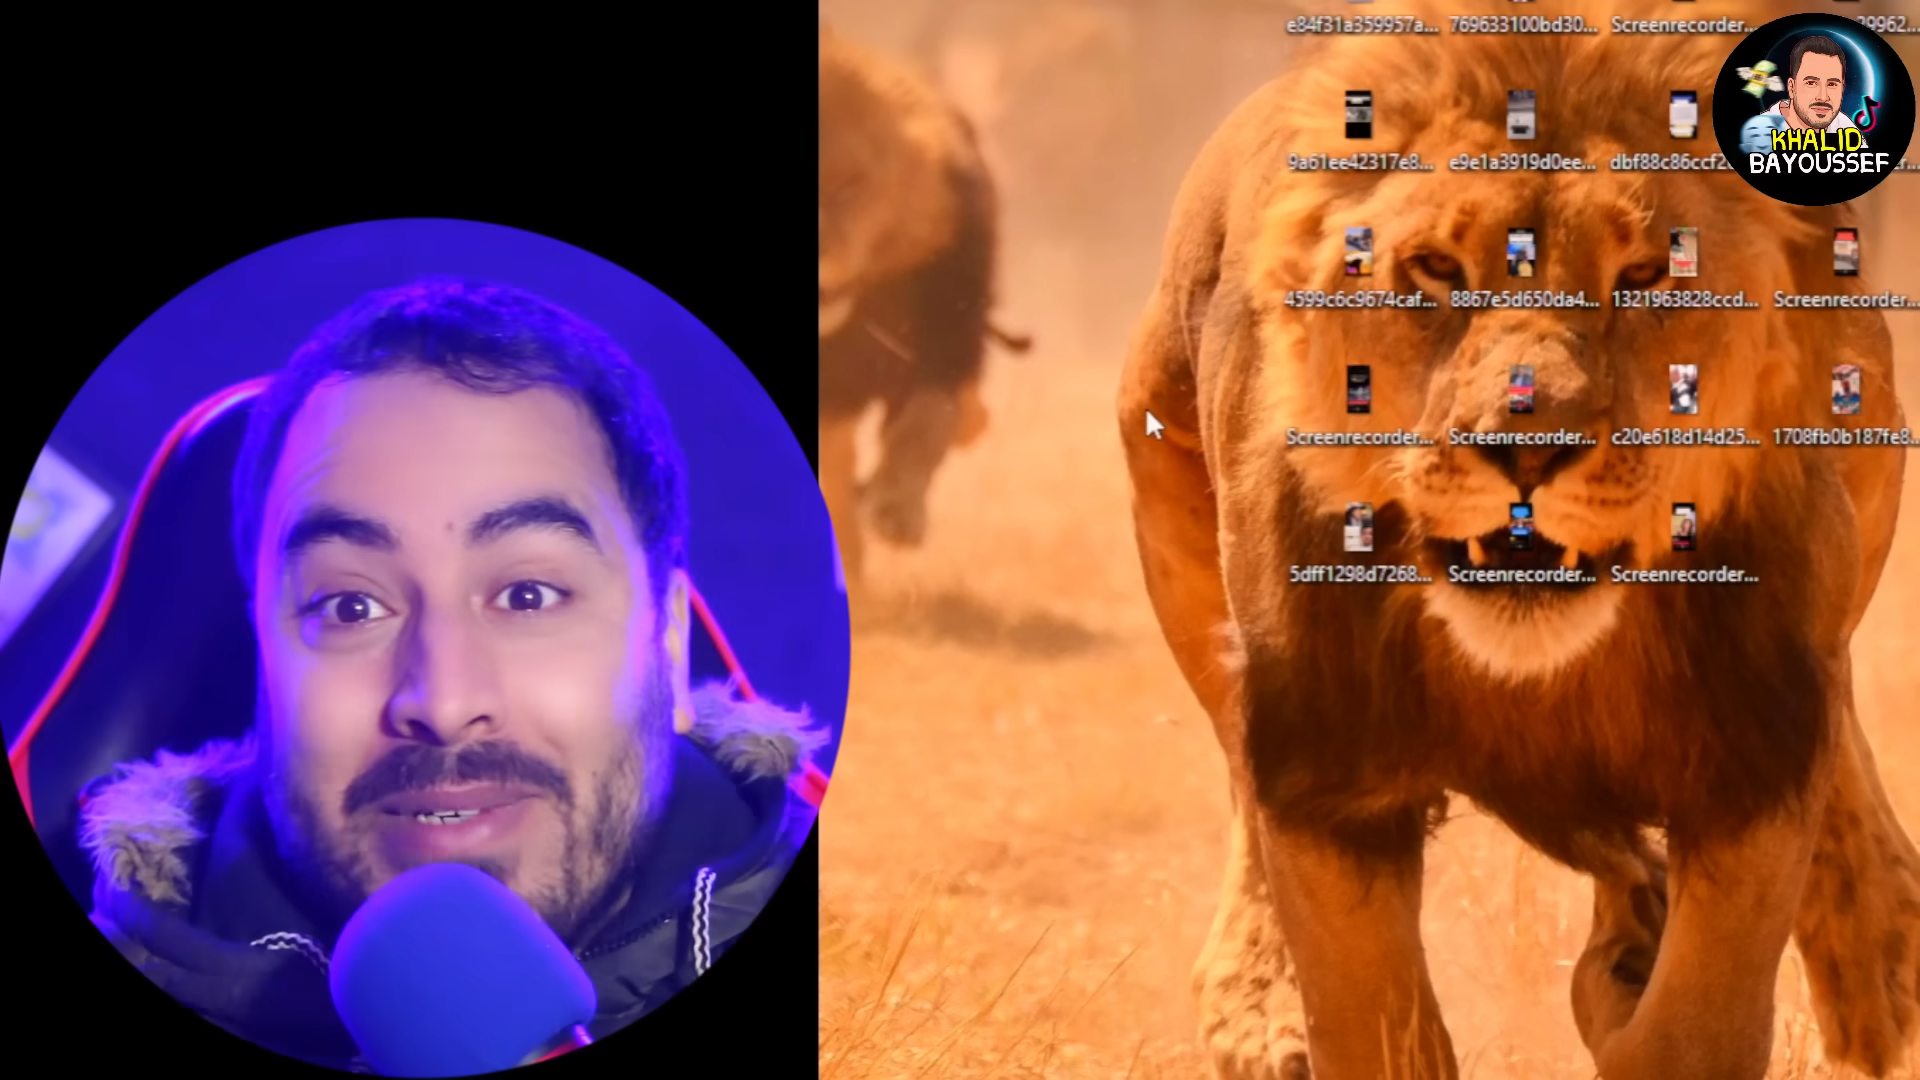 e84f31a359957a...
769633100bd30...
Screenrecorder...
9962...
KHALID
BAYOUSSEF
9a61ee42317e8...
e9e1a3919d0ee...
dbf88c86ccf2
4599c6c9674caf...
8867e5d650da4...
1321963828ccd...
Screenrecorder...
Screenrecorder...
Screenrecorder...
c20e618d14d25...
1708fb0b187fe8...
5dff1298d7268...
Screenrecorder...
Screenrecorder...